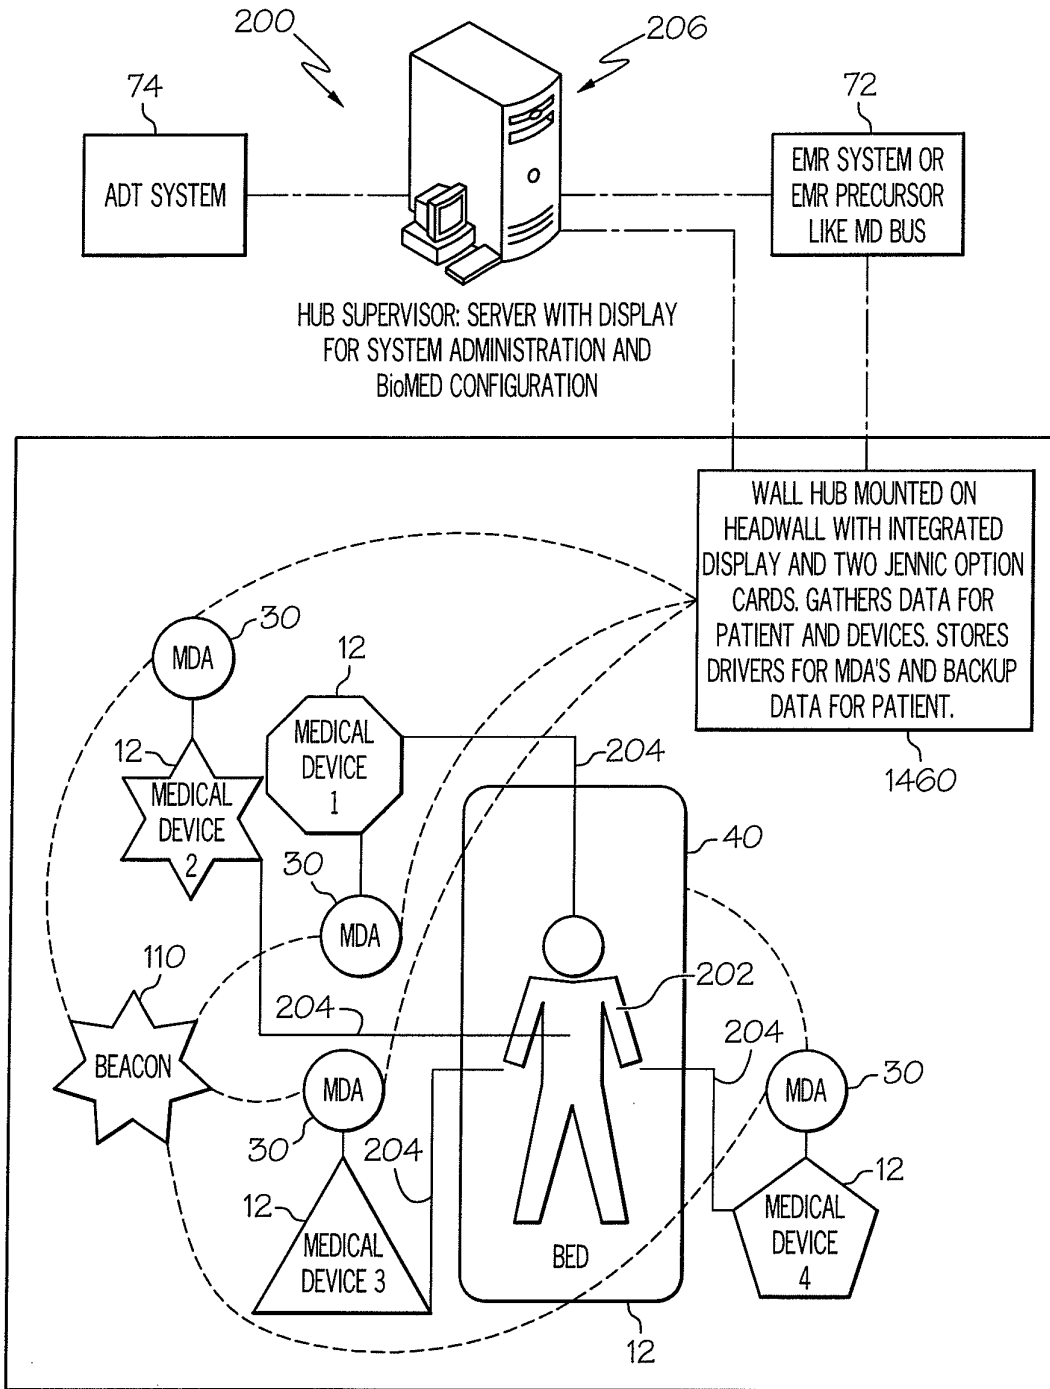 200
206
74
72
ADT SYSTEM
EMR SYSTEM OR
EMR PRECURSOR
LIKE MD BUS
HUB SUPERVISOR: SERVER WITH DISPLAY
FOR SYSTEM ADMINISTRATION AND
BioMED CONFIGURATION
WALL HUB MOUNTED ON
HEADWALL WITH INTEGRATED
DISPLAY AND TWO JENNIC OPTION
CARDS. GATHERS DATA FOR
PATIENT AND DEVICES. STORES
DRIVERS FOR MDA'S AND BACKUP
DATA FOR PATIENT.
1460
30
MDA
12
MEDICAL
DEVICE
1
204
12
MEDICAL
DEVICE
2
40
30
MDA
110
BEACON
202
204
204
MDA
30
MDA
30
204
12
MEDICAL
DEVICE 3
12
MEDICAL
DEVICE
4
BED
12